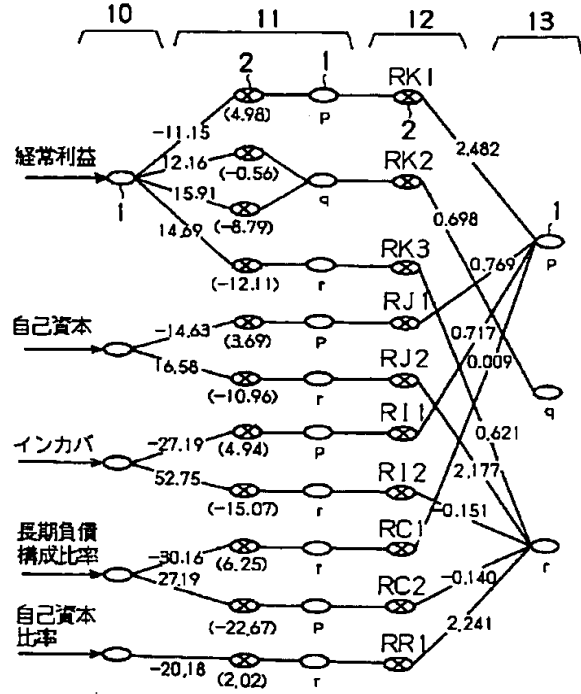 10 11 12 13
2 1 RK1
-11.15 (4.98) P 2 2.482
経常利益 12.16 (-0.56) RK2
1 15.91 (-8.79) q 0.698 1
14.69 (-12.11) r RK3 P
自己資本 -14.63 (3.69) P RJ1 0.769
16.58 (-10.96) r RJ2 0.717
0.009
インカバ -27.19 (4.94) P RI1 q
52.75 (-15.07) r RI2 0.621
2.177
-0.151
長期負債
構成比率 -30.16 (6.25) r RC1 r
27.19 (-22.67) P RC2 -0.140
自己資本
比率 -20.18 (2.02) r RR1 2.241